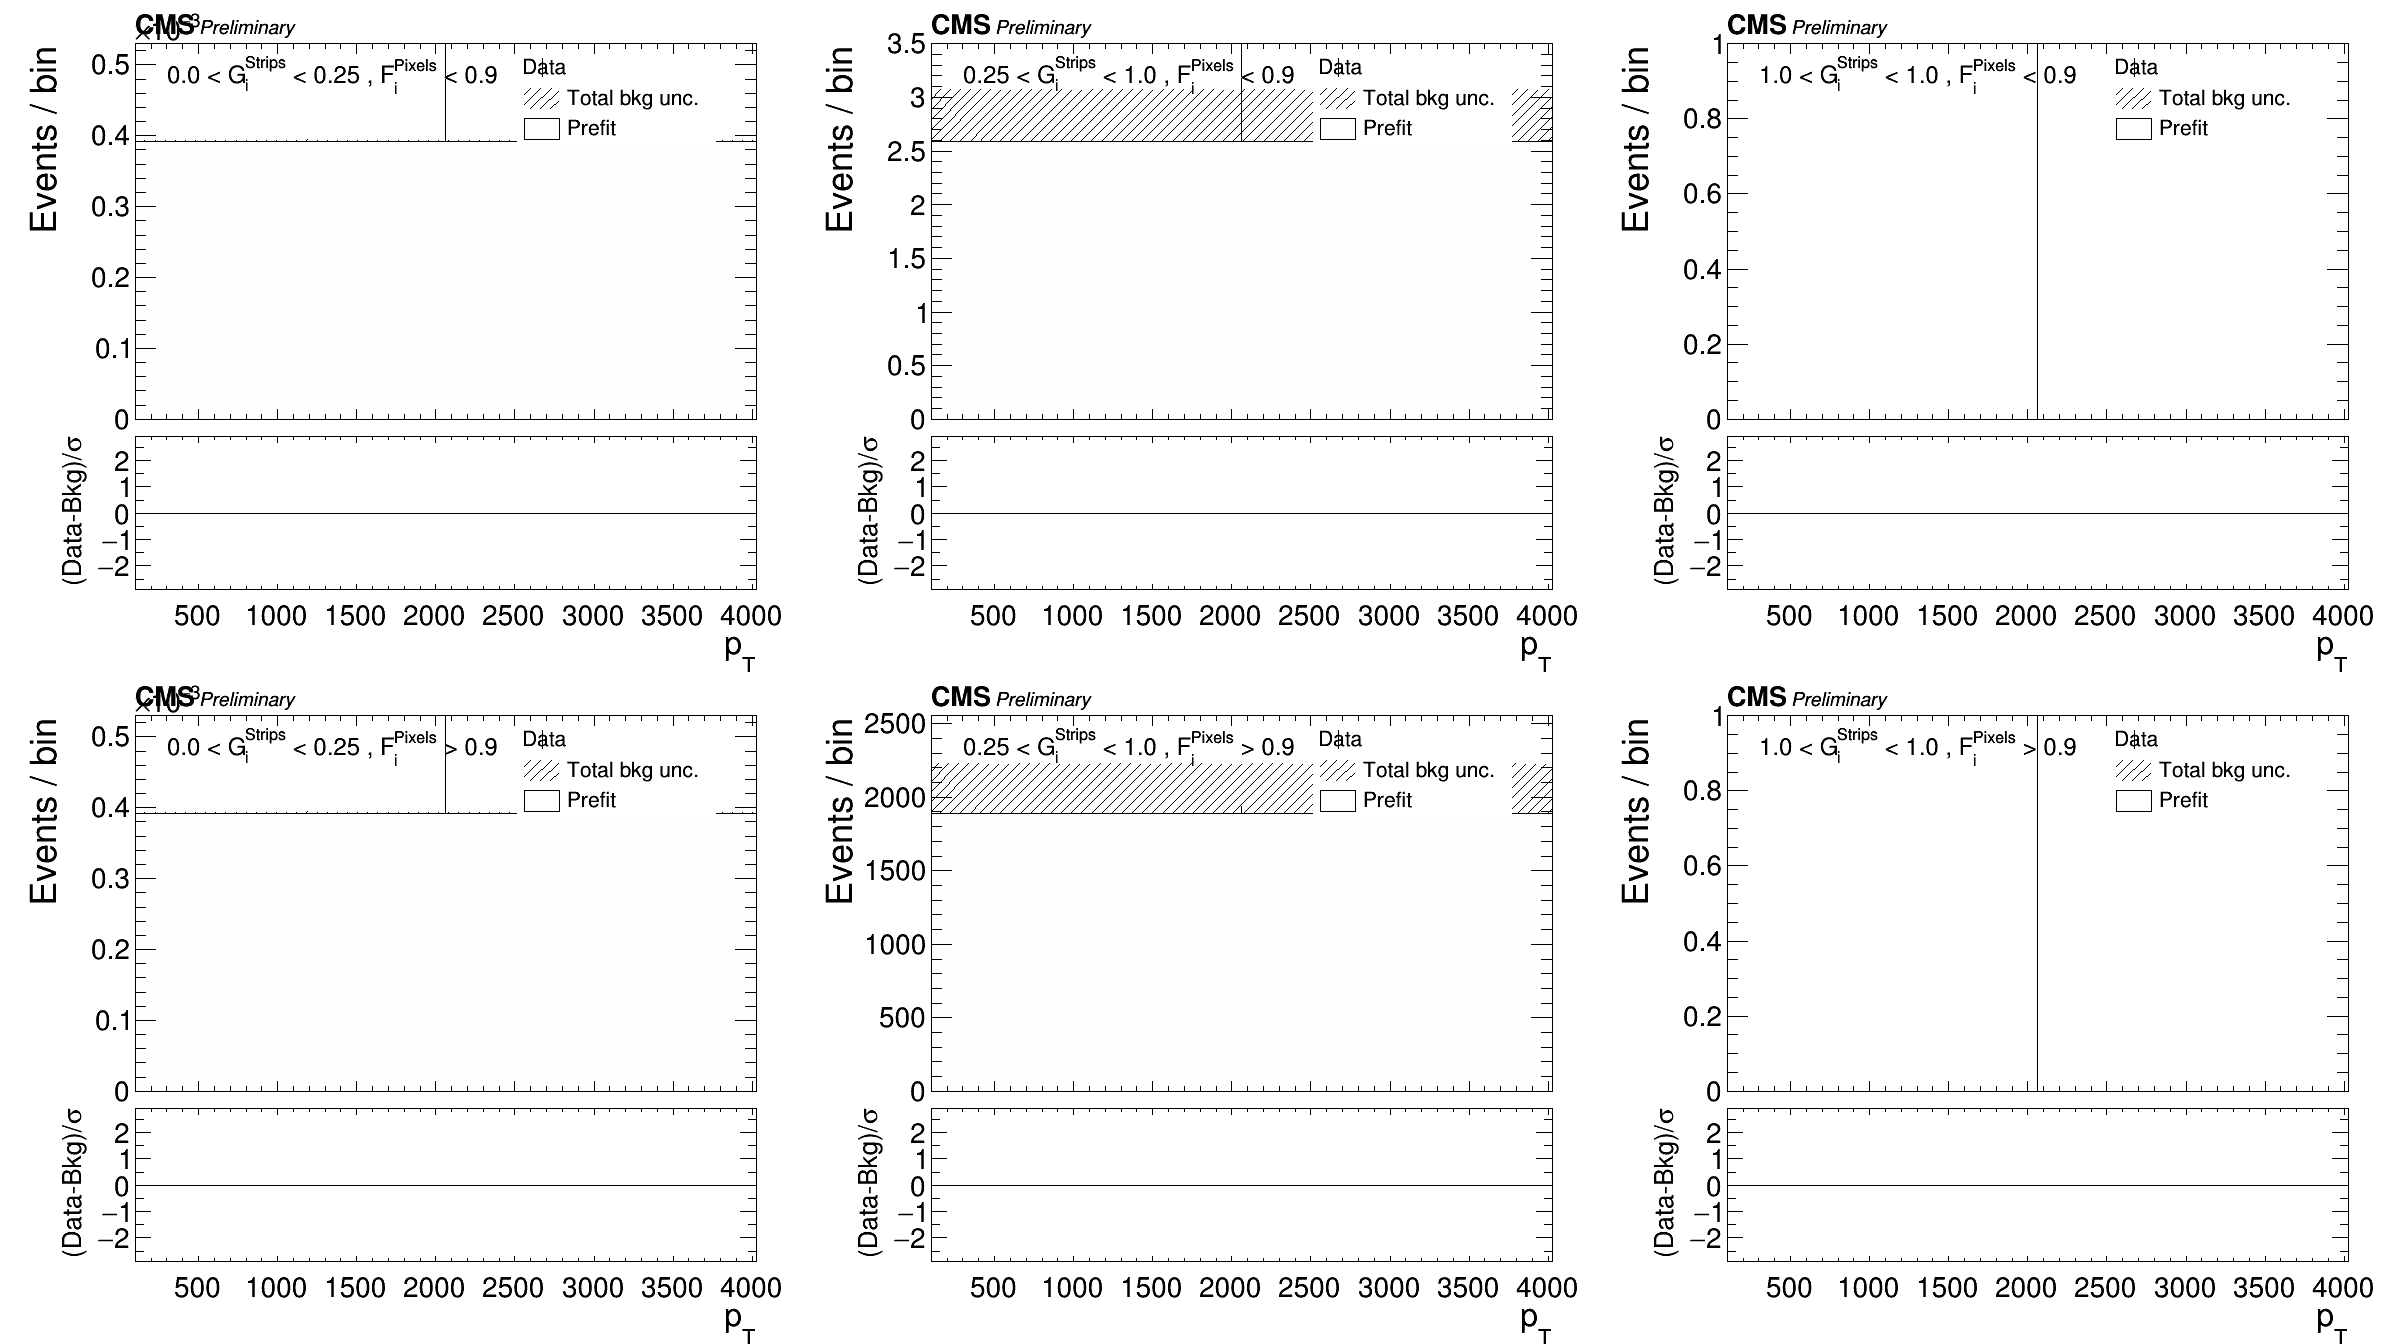 CMS Preliminary
×10⁻³
Events / bin
0.0 < G_i^Strips < 0.25 , F_i^Pixels < 0.9
Data
Total bkg unc.
Prefit
0.5
0.4
0.3
0.2
0.1
0
(Data-Bkg)/σ
2
1
0
−1
−2
500 1000 1500 2000 2500 3000 3500 4000
p_T
CMS Preliminary
Events / bin
0.25 < G_i^Strips < 1.0 , F_i^Pixels < 0.9
Data
Total bkg unc.
Prefit
3.5
3
2.5
2
1.5
1
0.5
0
(Data-Bkg)/σ
2
1
0
−1
−2
500 1000 1500 2000 2500 3000 3500 4000
p_T
CMS Preliminary
Events / bin
1.0 < G_i^Strips < 1.0 , F_i^Pixels < 0.9
Data
Total bkg unc.
Prefit
1
0.8
0.6
0.4
0.2
0
(Data-Bkg)/σ
2
1
0
−1
−2
500 1000 1500 2000 2500 3000 3500 4000
p_T
CMS Preliminary
×10⁻³
Events / bin
0.0 < G_i^Strips < 0.25 , F_i^Pixels > 0.9
Data
Total bkg unc.
Prefit
0.5
0.4
0.3
0.2
0.1
0
(Data-Bkg)/σ
2
1
0
−1
−2
500 1000 1500 2000 2500 3000 3500 4000
p_T
CMS Preliminary
Events / bin
0.25 < G_i^Strips < 1.0 , F_i^Pixels > 0.9
Data
Total bkg unc.
Prefit
2500
2000
1500
1000
500
0
(Data-Bkg)/σ
2
1
0
−1
−2
500 1000 1500 2000 2500 3000 3500 4000
p_T
CMS Preliminary
Events / bin
1.0 < G_i^Strips < 1.0 , F_i^Pixels > 0.9
Data
Total bkg unc.
Prefit
1
0.8
0.6
0.4
0.2
0
(Data-Bkg)/σ
2
1
0
−1
−2
500 1000 1500 2000 2500 3000 3500 4000
p_T